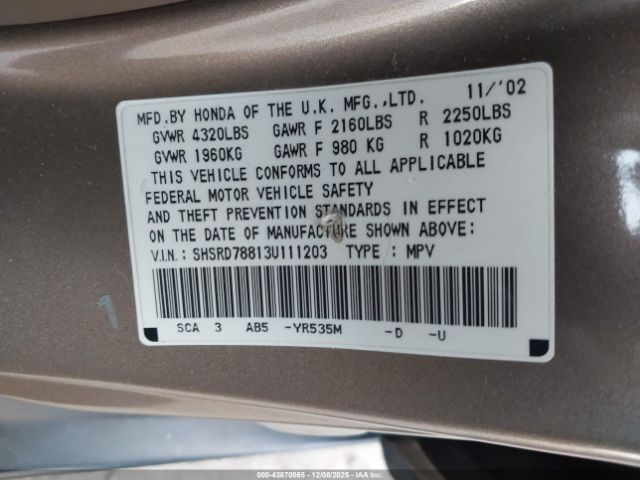 MFD.BY HONDA OF THE U.K. MFG.,LTD. 11/'02
GVWR 4320LBS GAWR F 2160LBS R 2250LBS
GVWR 1960KG GAWR F 980 KG R 1020KG
THIS VEHICLE CONFORMS TO ALL APPLICABLE
FEDERAL MOTOR VEHICLE SAFETY
AND THEFT PREVENTION STANDARDS IN EFFECT
ON THE DATE OF MANUFACTURE SHOWN ABOVE:
V.I.N.: SHSRD78813U111203 TYPE : MPV
SCA 3 AB5 -YR535M -D -U
000-43870565 - 12/08/2025 - IAA Inc.